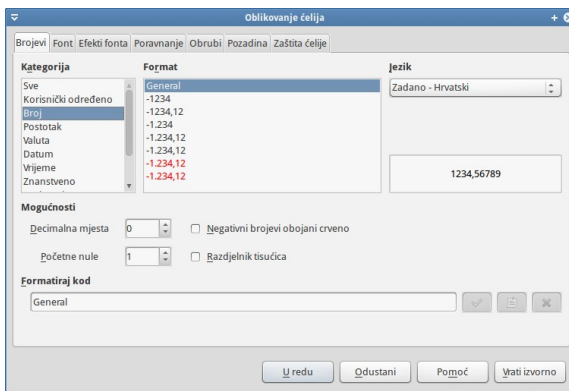 Oblikovanje ćelija
Brojevi Font Efekti fonta Poravnanje Obrubi Pozadina Zaštita ćelije
Kategorija Format Jezik
Sve General Zadano - Hrvatski
Korisnički određeno -1234
Broj -1234,12
Postotak -1.234
Valuta -1.234,12
Datum -1.234,12
Vrijeme -1.234,12
Znanstveno -1.234,12
1234,56789
Mogućnosti
Decimalna mjesta 0 Negativni brojevi obojani crveno
Početne nule 1 Razdjelnik tisućica
Formatiraj kod
General
U redu Odustani Pomoć Vrati izvorno